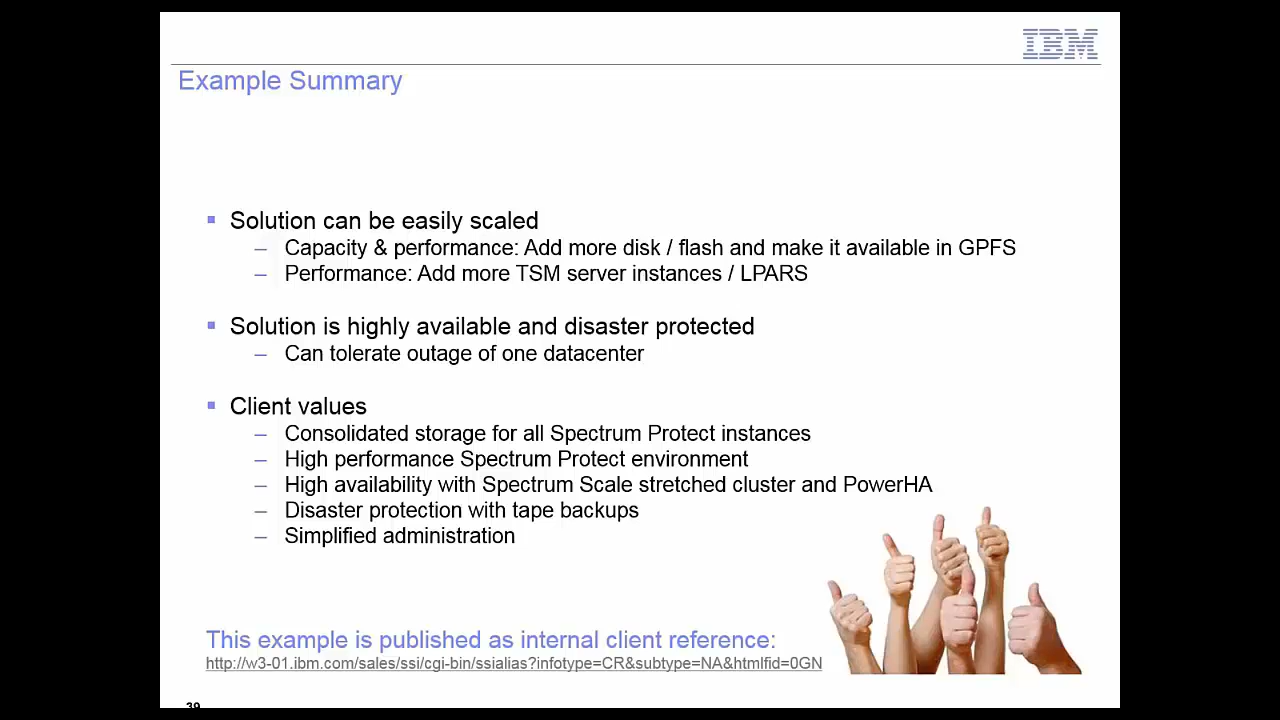 IBM
Example Summary
▪ Solution can be easily scaled
– Capacity & performance: Add more disk / flash and make it available in GPFS
– Performance: Add more TSM server instances / LPARS
▪ Solution is highly available and disaster protected
– Can tolerate outage of one datacenter
▪ Client values
– Consolidated storage for all Spectrum Protect instances
– High performance Spectrum Protect environment
– High availability with Spectrum Scale stretched cluster and PowerHA
– Disaster protection with tape backups
– Simplified administration
This example is published as internal client reference:
http://w3-01.ibm.com/sales/ssi/cgi-bin/ssialias?infotype=CR&subtype=NA&htmlfid=0GN
39